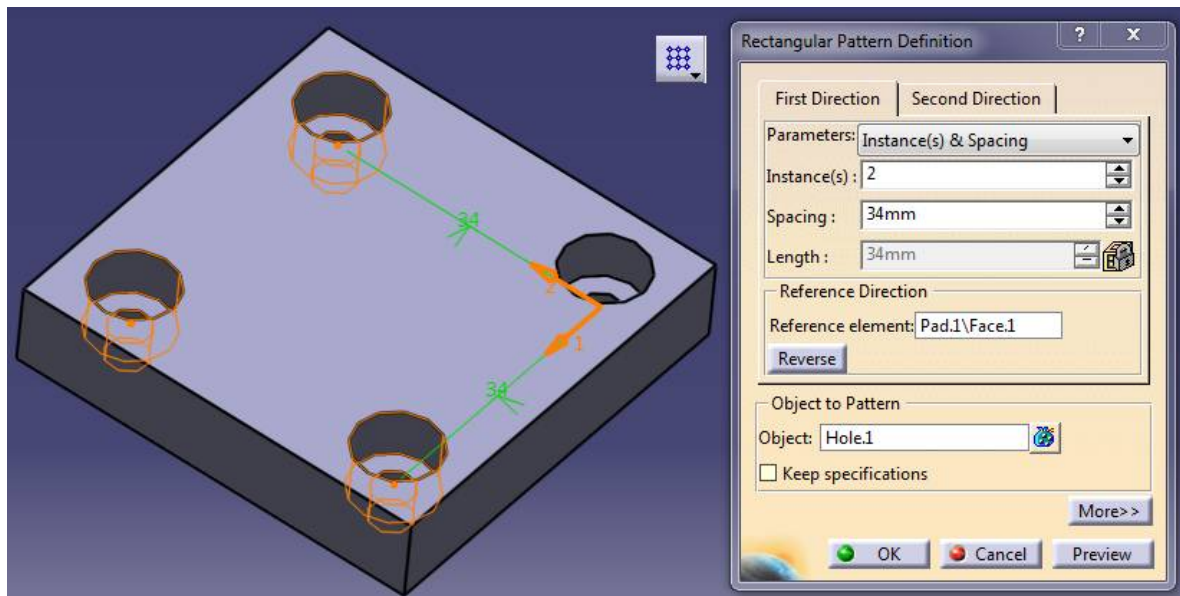 Rectangular Pattern Definition
? X
First Direction Second Direction
Parameters: Instance(s) & Spacing
Instance(s) : 2
Spacing : 34mm
Length : 34mm
Reference Direction
Reference element: Pad.1\Face.1
Reverse
Object to Pattern
Object: Hole.1
Keep specifications
More>>
OK Cancel Preview
34
2
1
34